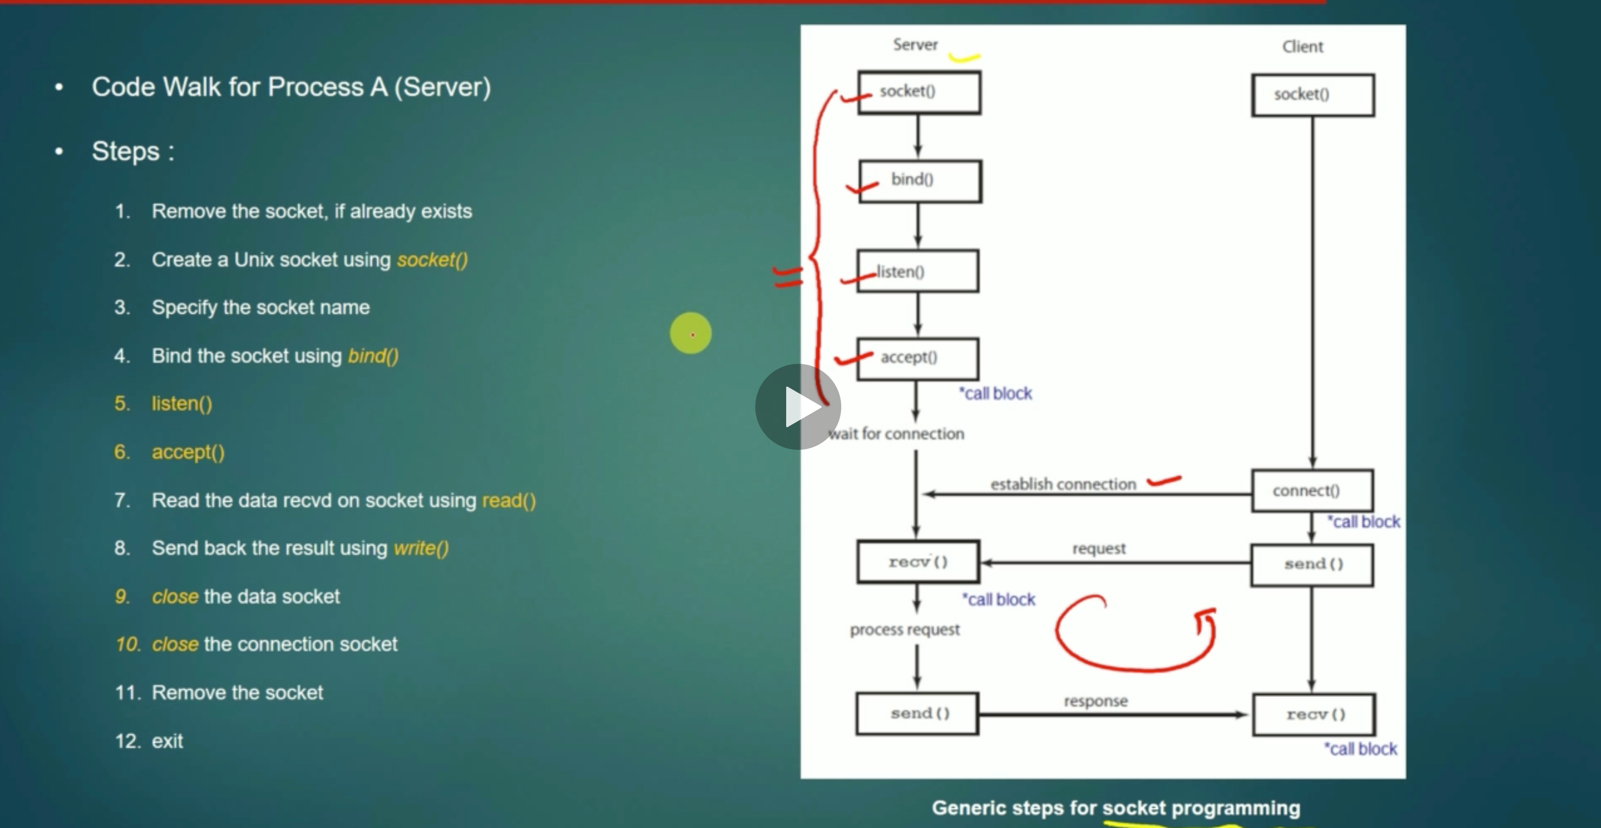 • Code Walk for Process A (Server)
• Steps :
1. Remove the socket, if already exists
2. Create a Unix socket using socket()
3. Specify the socket name
4. Bind the socket using bind()
5. listen()
6. accept()
7. Read the data recvd on socket using read()
8. Send back the result using write()
9. close the data socket
10. close the connection socket
11. Remove the socket
12. exit
Server
Client
socket()
socket()
bind()
listen()
accept()
*call block
wait for connection
establish connection
connect()
*call block
recv()
request
send()
*call block
process request
send()
response
recv()
*call block
Generic steps for socket programming